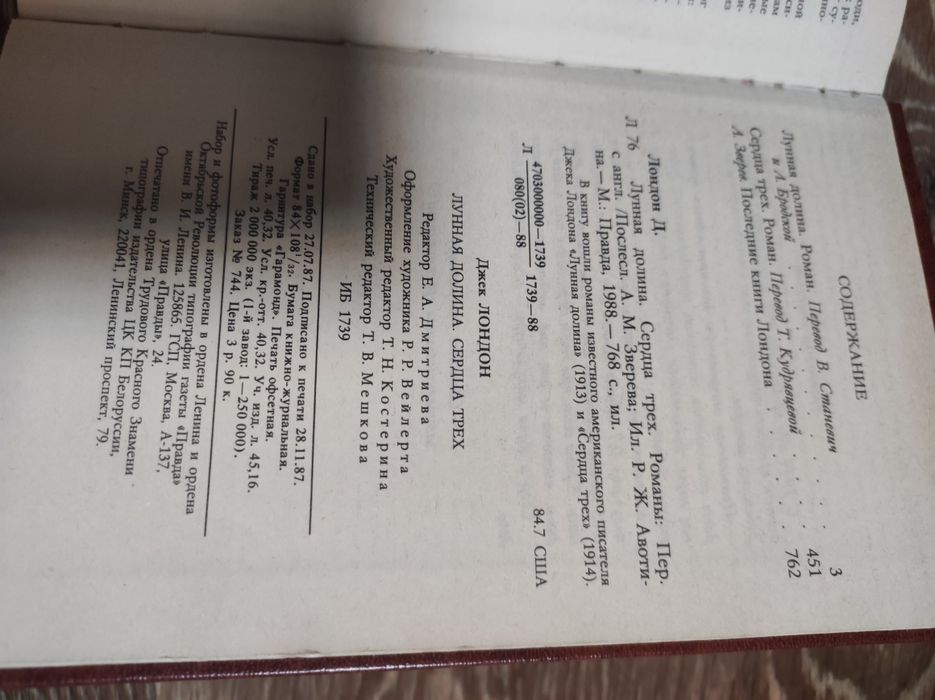 СОДЕРЖАНИЕ
Лунная долина. Роман. Перевод В. Станевич
и Л. Бродской . . . . . . . . . 3
Сердца трех. Роман. Перевод Т. Кудрявцевой . 451
А. Зверев. Последние книги Лондона . . . . . 762
Лондон Д.
Л 76 Лунная долина. Сердца трех. Романы: Пер.
с англ. /Послесл. А. М. Зверева; Ил. Р. Ж. Авоти-
на.— М.: Правда, 1988.— 768 с., ил.
В книгу вошли романы известного американского писателя
Джека Лондона «Лунная долина» (1913) и «Сердца трех» (1914).
Л 4703000000—1739 / 080(02)—88 1739—88 84.7 США
Джек ЛОНДОН
ЛУННАЯ ДОЛИНА. СЕРДЦА ТРЕХ
Редактор Е. А. Дмитриева
Оформление художника Р. Р. Вейлерта
Художественный редактор Т. Н. Костерина
Технический редактор Т. В. Мешкова
ИБ 1739
Сдано в набор 27.07.87. Подписано к печати 28.11.87.
Формат 84×108¹/₃₂. Бумага книжно-журнальная.
Гарнитура «Гарамонд». Печать офсетная.
Усл. печ. л. 40,32. Усл. кр.-отт. 40,32. Уч. изд. л. 45,16.
Тираж 2 000 000 экз. (1-й завод: 1—250 000).
Заказ № 744. Цена 3 р. 90 к.
Набор и фотоформы изготовлены в ордена Ленина и ордена
Октябрьской Революции типографии газеты «Правда»
имени В. И. Ленина. 125865. ГСП, Москва, А-137,
улица «Правды», 24.
Отпечатано в ордена Трудового Красного Знамени
типографии издательства ЦК КП Белоруссии,
г. Минск, 220041, Ленинский проспект, 79.